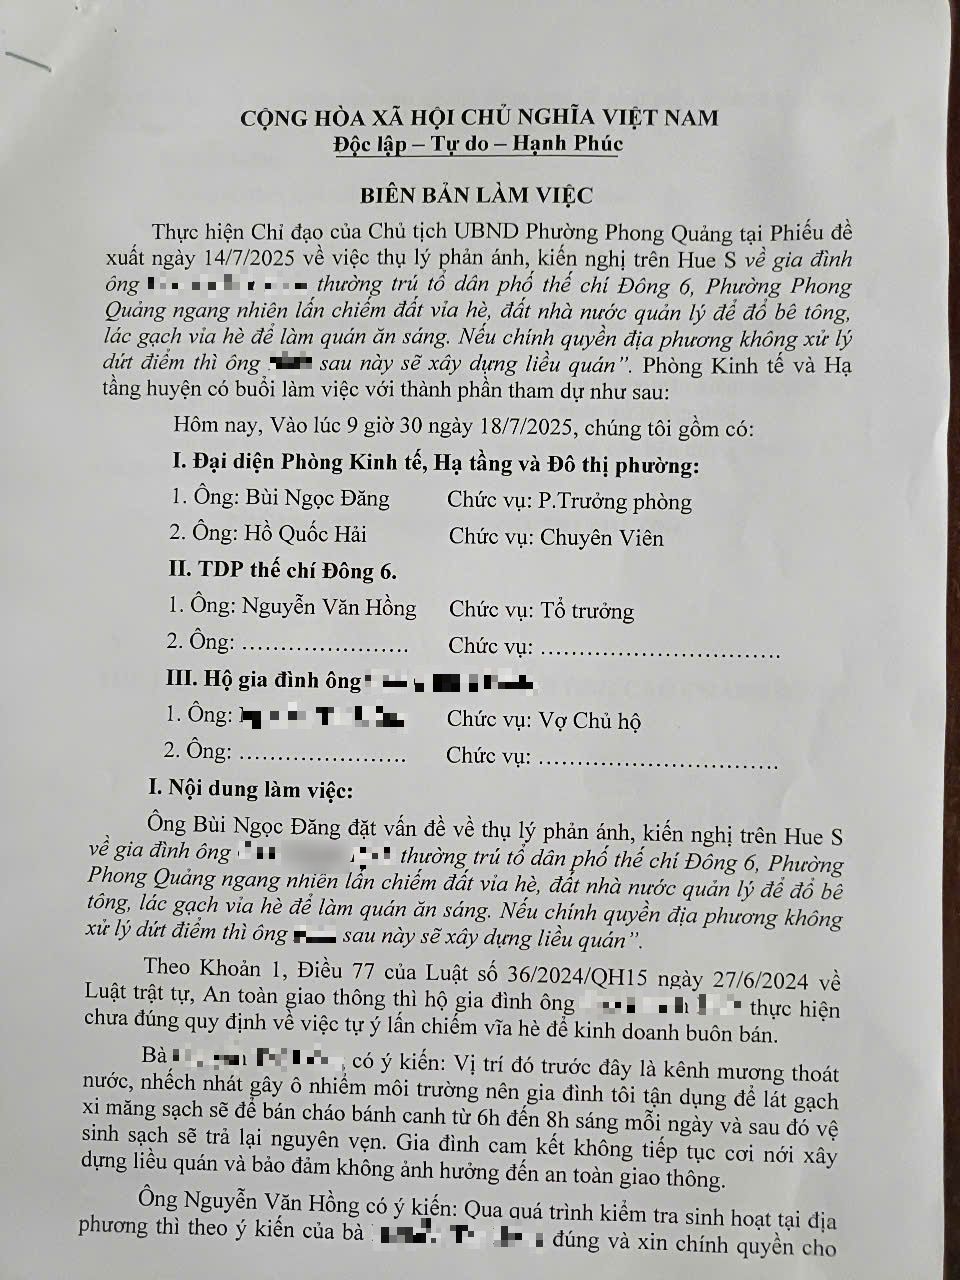 CỘNG HÒA XÃ HỘI CHỦ NGHĨA VIỆT NAM
Độc lập – Tự do – Hạnh Phúc
BIÊN BẢN LÀM VIỆC
Thực hiện Chỉ đạo của Chủ tịch UBND Phường Phong Quảng tại Phiếu đề
xuất ngày 14/7/2025 về việc thụ lý phản ánh, kiến nghị trên Hue S về gia đình
ông thường trú tổ dân phố thế chí Đông 6, Phường Phong
Quảng ngang nhiên lấn chiếm đất vỉa hè, đất nhà nước quản lý để đổ bê tông,
lác gạch vỉa hè để làm quán ăn sáng. Nếu chính quyền địa phương không xử lý
dứt điểm thì ông sau này sẽ xây dựng liều quán”. Phòng Kinh tế và Hạ
tầng huyện có buổi làm việc với thành phần tham dự như sau:
Hôm nay, Vào lúc 9 giờ 30 ngày 18/7/2025, chúng tôi gồm có:
I. Đại diện Phòng Kinh tế, Hạ tầng và Đô thị phường:
1. Ông: Bùi Ngọc Đăng Chức vụ: P.Trưởng phòng
2. Ông: Hồ Quốc Hải Chức vụ: Chuyên Viên
II. TDP thế chí Đông 6.
1. Ông: Nguyễn Văn Hồng Chức vụ: Tổ trưởng
2. Ông: ...................... Chức vụ: ...............................
III. Hộ gia đình ông
1. Ông: Chức vụ: Vợ Chủ hộ
2. Ông: ...................... Chức vụ: ...............................
I. Nội dung làm việc:
Ông Bùi Ngọc Đăng đặt vấn đề về thụ lý phản ánh, kiến nghị trên Hue S
về gia đình ông thường trú tổ dân phố thế chí Đông 6, Phường
Phong Quảng ngang nhiên lấn chiếm đất vỉa hè, đất nhà nước quản lý để đổ bê
tông, lác gạch vỉa hè để làm quán ăn sáng. Nếu chính quyền địa phương không
xử lý dứt điểm thì ông sau này sẽ xây dựng liều quán”.
Theo Khoản 1, Điều 77 của Luật số 36/2024/QH15 ngày 27/6/2024 về
Luật trật tự, An toàn giao thông thì hộ gia đình ông thực hiện
chưa đúng quy định về việc tự ý lấn chiếm vĩa hè để kinh doanh buôn bán.
Bà , có ý kiến: Vị trí đó trước đây là kênh mương thoát
nước, nhếch nhát gây ô nhiễm môi trường nên gia đình tôi tận dụng để lát gạch
xi măng sạch sẽ để bán cháo bánh canh từ 6h đến 8h sáng mỗi ngày và sau đó vệ
sinh sạch sẽ trả lại nguyên vẹn. Gia đình cam kết không tiếp tục cơi nới xây
dựng liều quán và bảo đảm không ảnh hưởng đến an toàn giao thông.
Ông Nguyễn Văn Hồng có ý kiến: Qua quá trình kiểm tra sinh hoạt tại địa
phương thì theo ý kiến của bà đúng và xin chính quyền cho